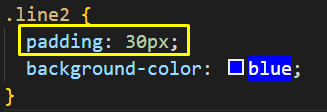 .line2 {
padding: 30px;
background-color: blue;
}